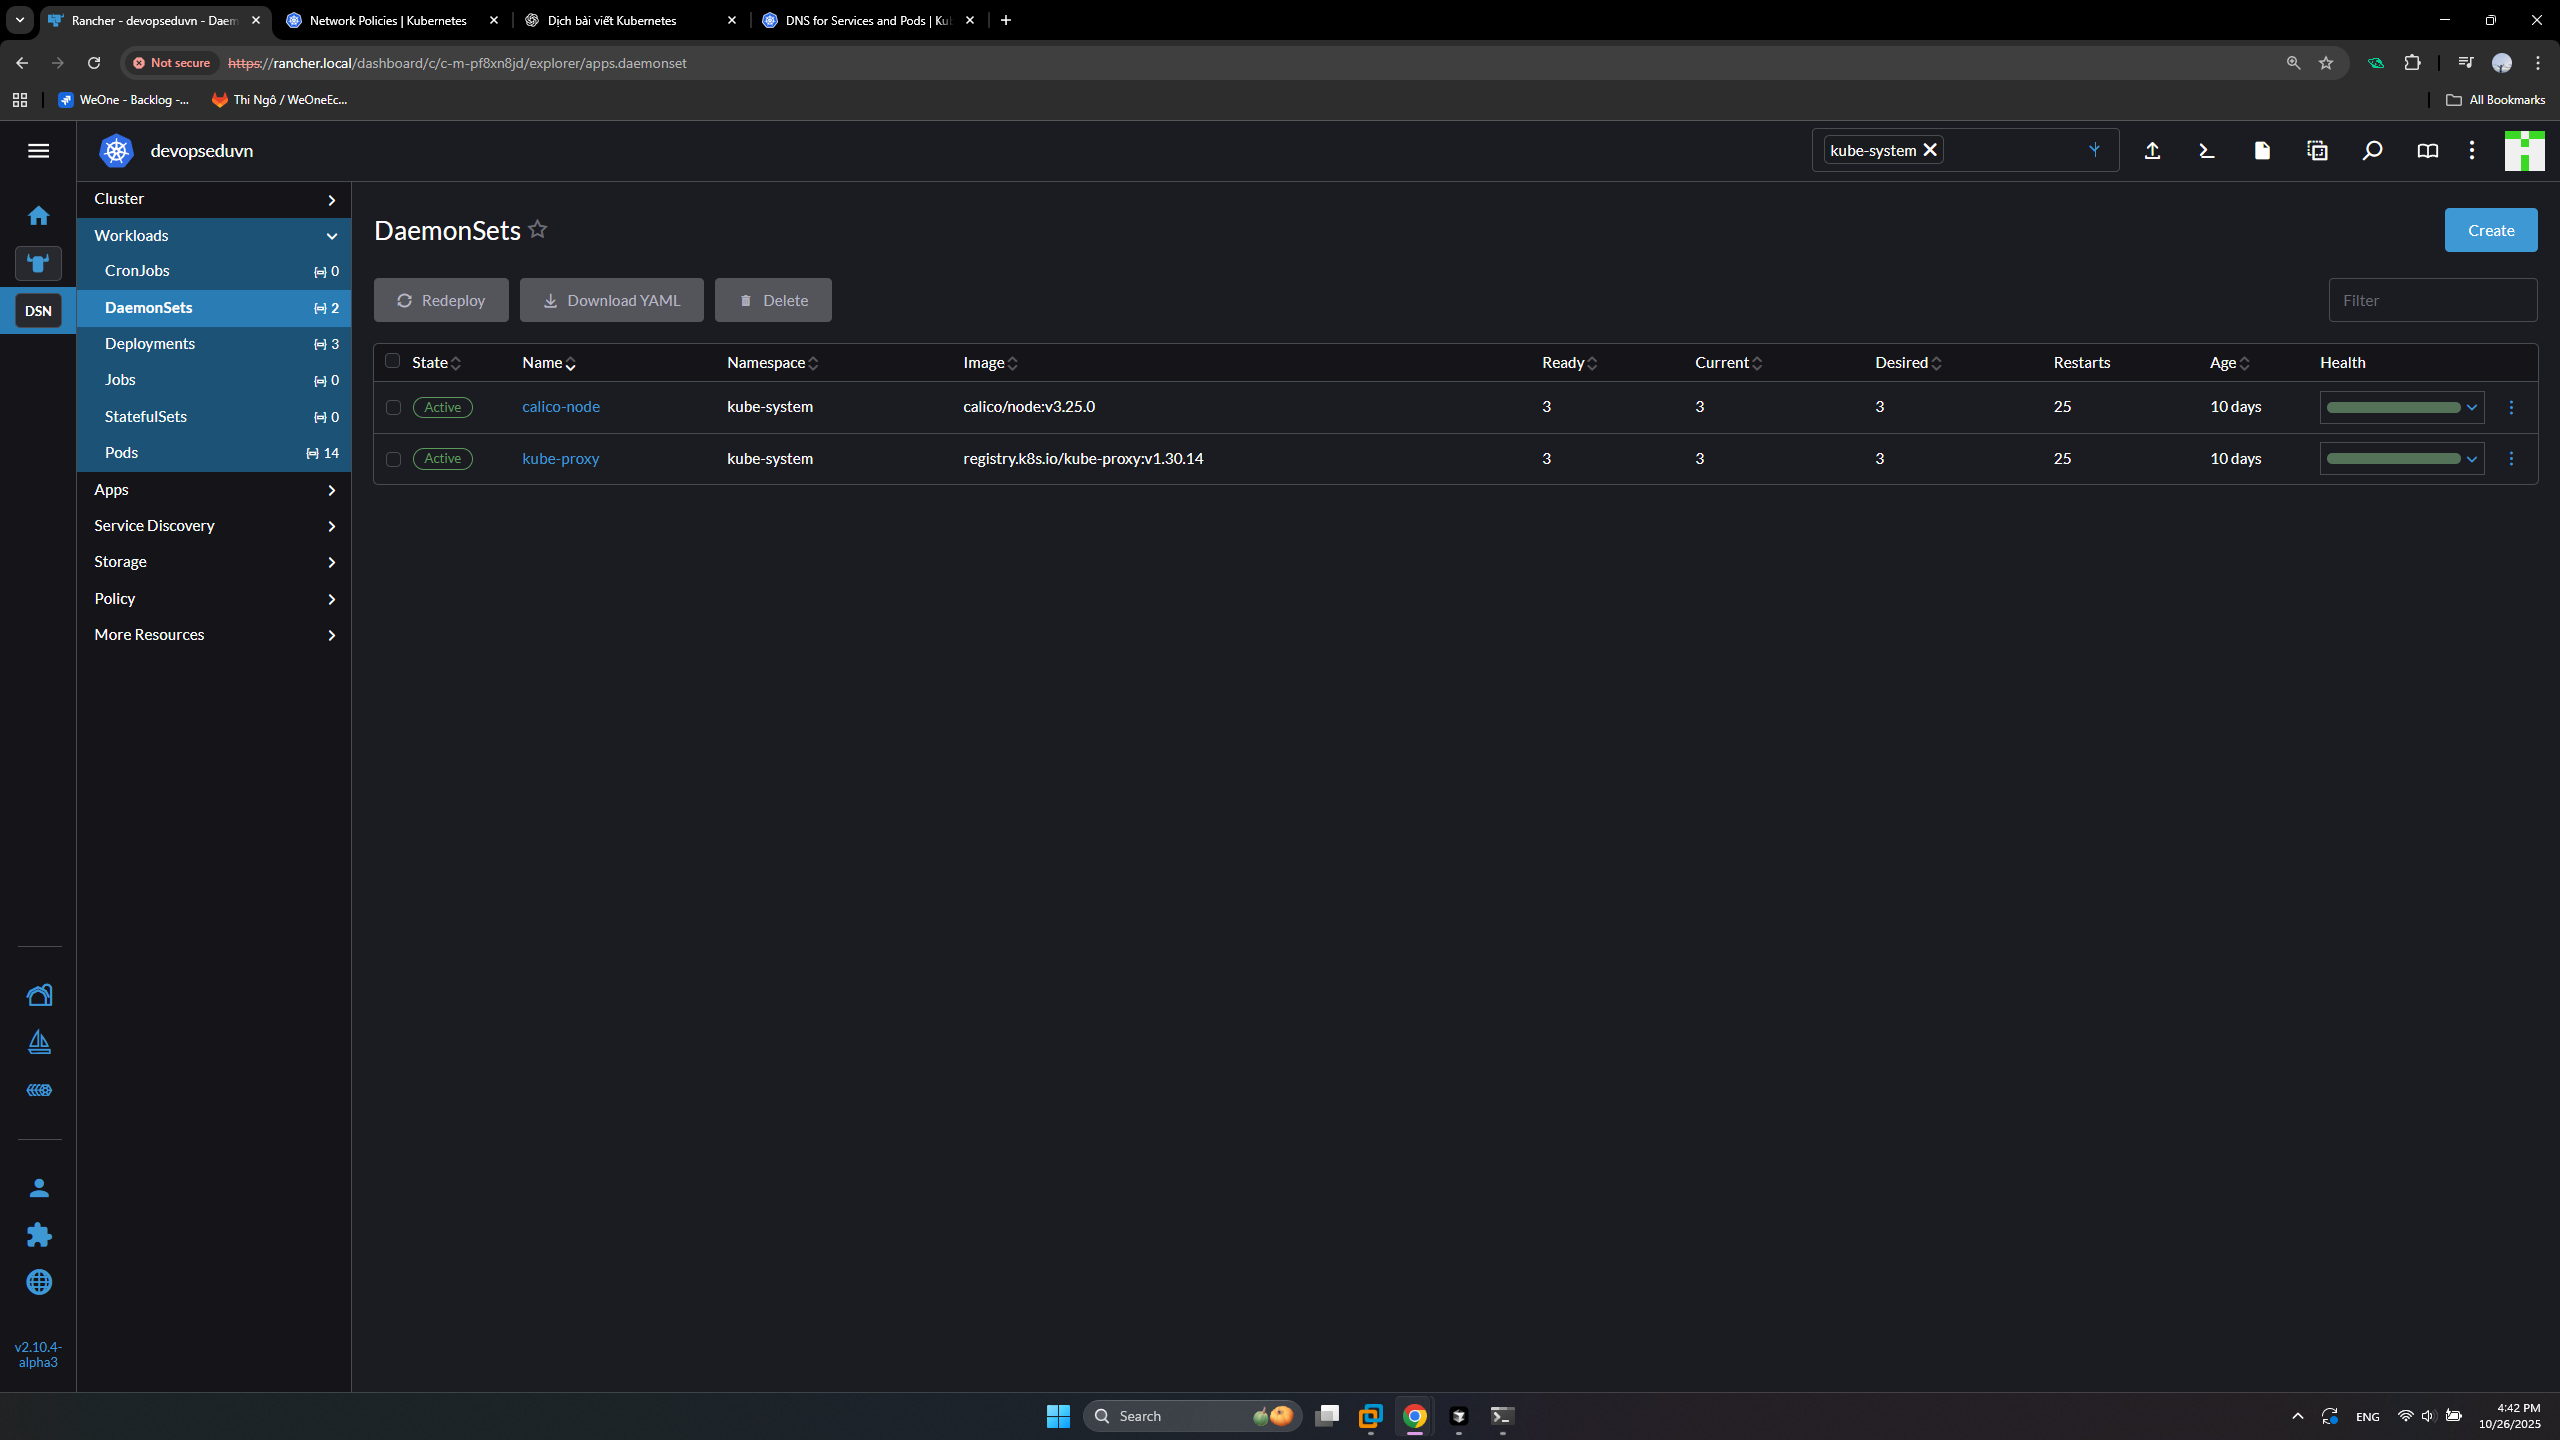 Rancher - devopseduvn - Daem
Network Policies | Kubernetes
Dịch bài viết Kubernetes
DNS for Services and Pods | Ku
Not secure
https://rancher.local/dashboard/c/c-m-pf8xn8jd/explorer/apps.daemonset
WeOne - Backlog -...
Thi Ngô / WeOneEc...
All Bookmarks
devopseduvn
kube-system
DSN
Cluster
Workloads
CronJobs 0
DaemonSets 2
Deployments 3
Jobs 0
StatefulSets 0
Pods 14
Apps
Service Discovery
Storage
Policy
More Resources
DaemonSets
Create
Redeploy
Download YAML
Delete
Filter
State Name Namespace Image Ready Current Desired Restarts Age Health
Active calico-node kube-system calico/node:v3.25.0 3 3 3 25 10 days
Active kube-proxy kube-system registry.k8s.io/kube-proxy:v1.30.14 3 3 3 25 10 days
v2.10.4-
alpha3
Search
ENG
4:42 PM
10/26/2025